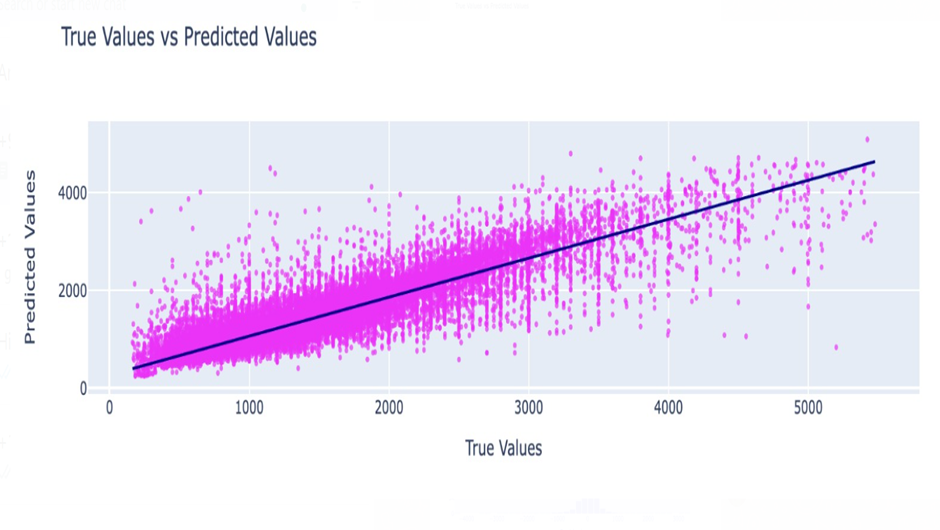 True Values vs Predicted Values
Predicted Values
4000
2000
0
0 1000 2000 3000 4000 5000
True Values